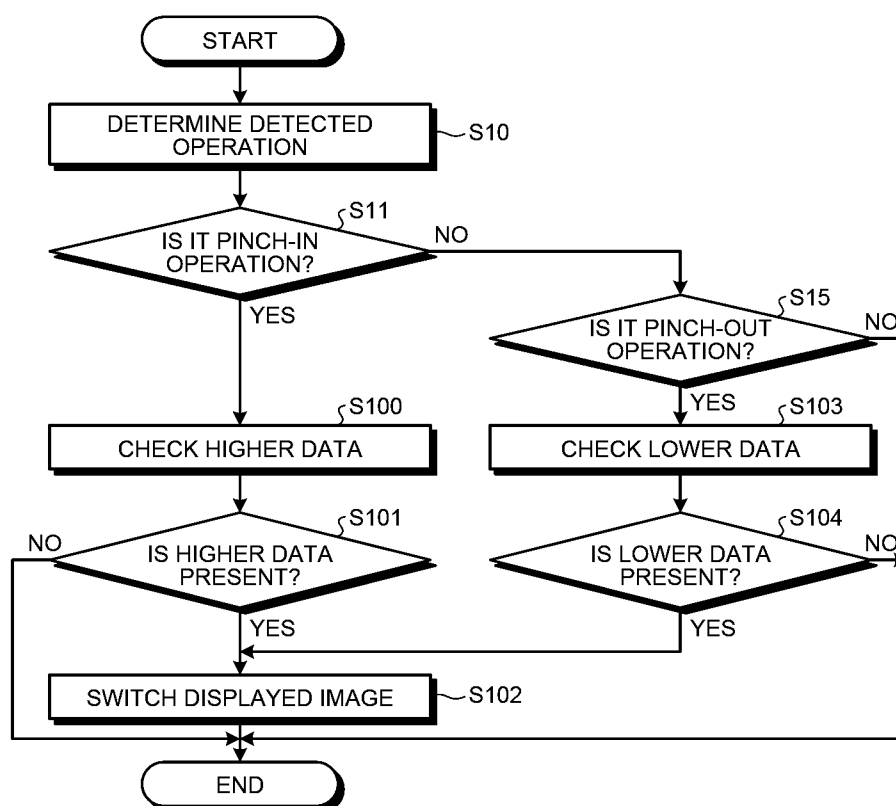 START
DETERMINE DETECTED
OPERATION
S10
S11
IS IT PINCH-IN
OPERATION?
NO
YES
S15
IS IT PINCH-OUT
OPERATION?
NO
YES
S100
CHECK HIGHER DATA
S103
CHECK LOWER DATA
S101
NO
IS HIGHER DATA
PRESENT?
YES
S104
IS LOWER DATA
PRESENT?
NO
YES
SWITCH DISPLAYED IMAGE
S102
END